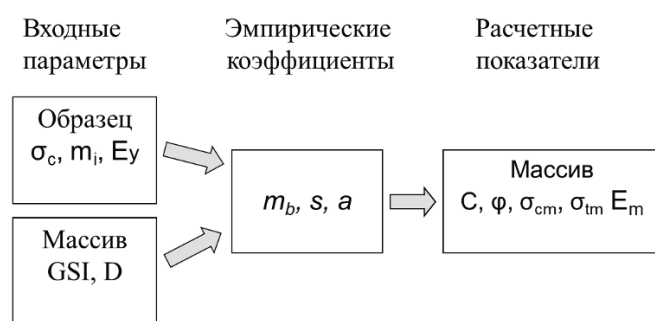 Входные
параметры
Эмпирические
коэффициенты
Расчетные
показатели
Образец
σc, mi, Ey
Массив
GSI, D
mb, s, a
Массив
C, φ, σcm, σtm Em